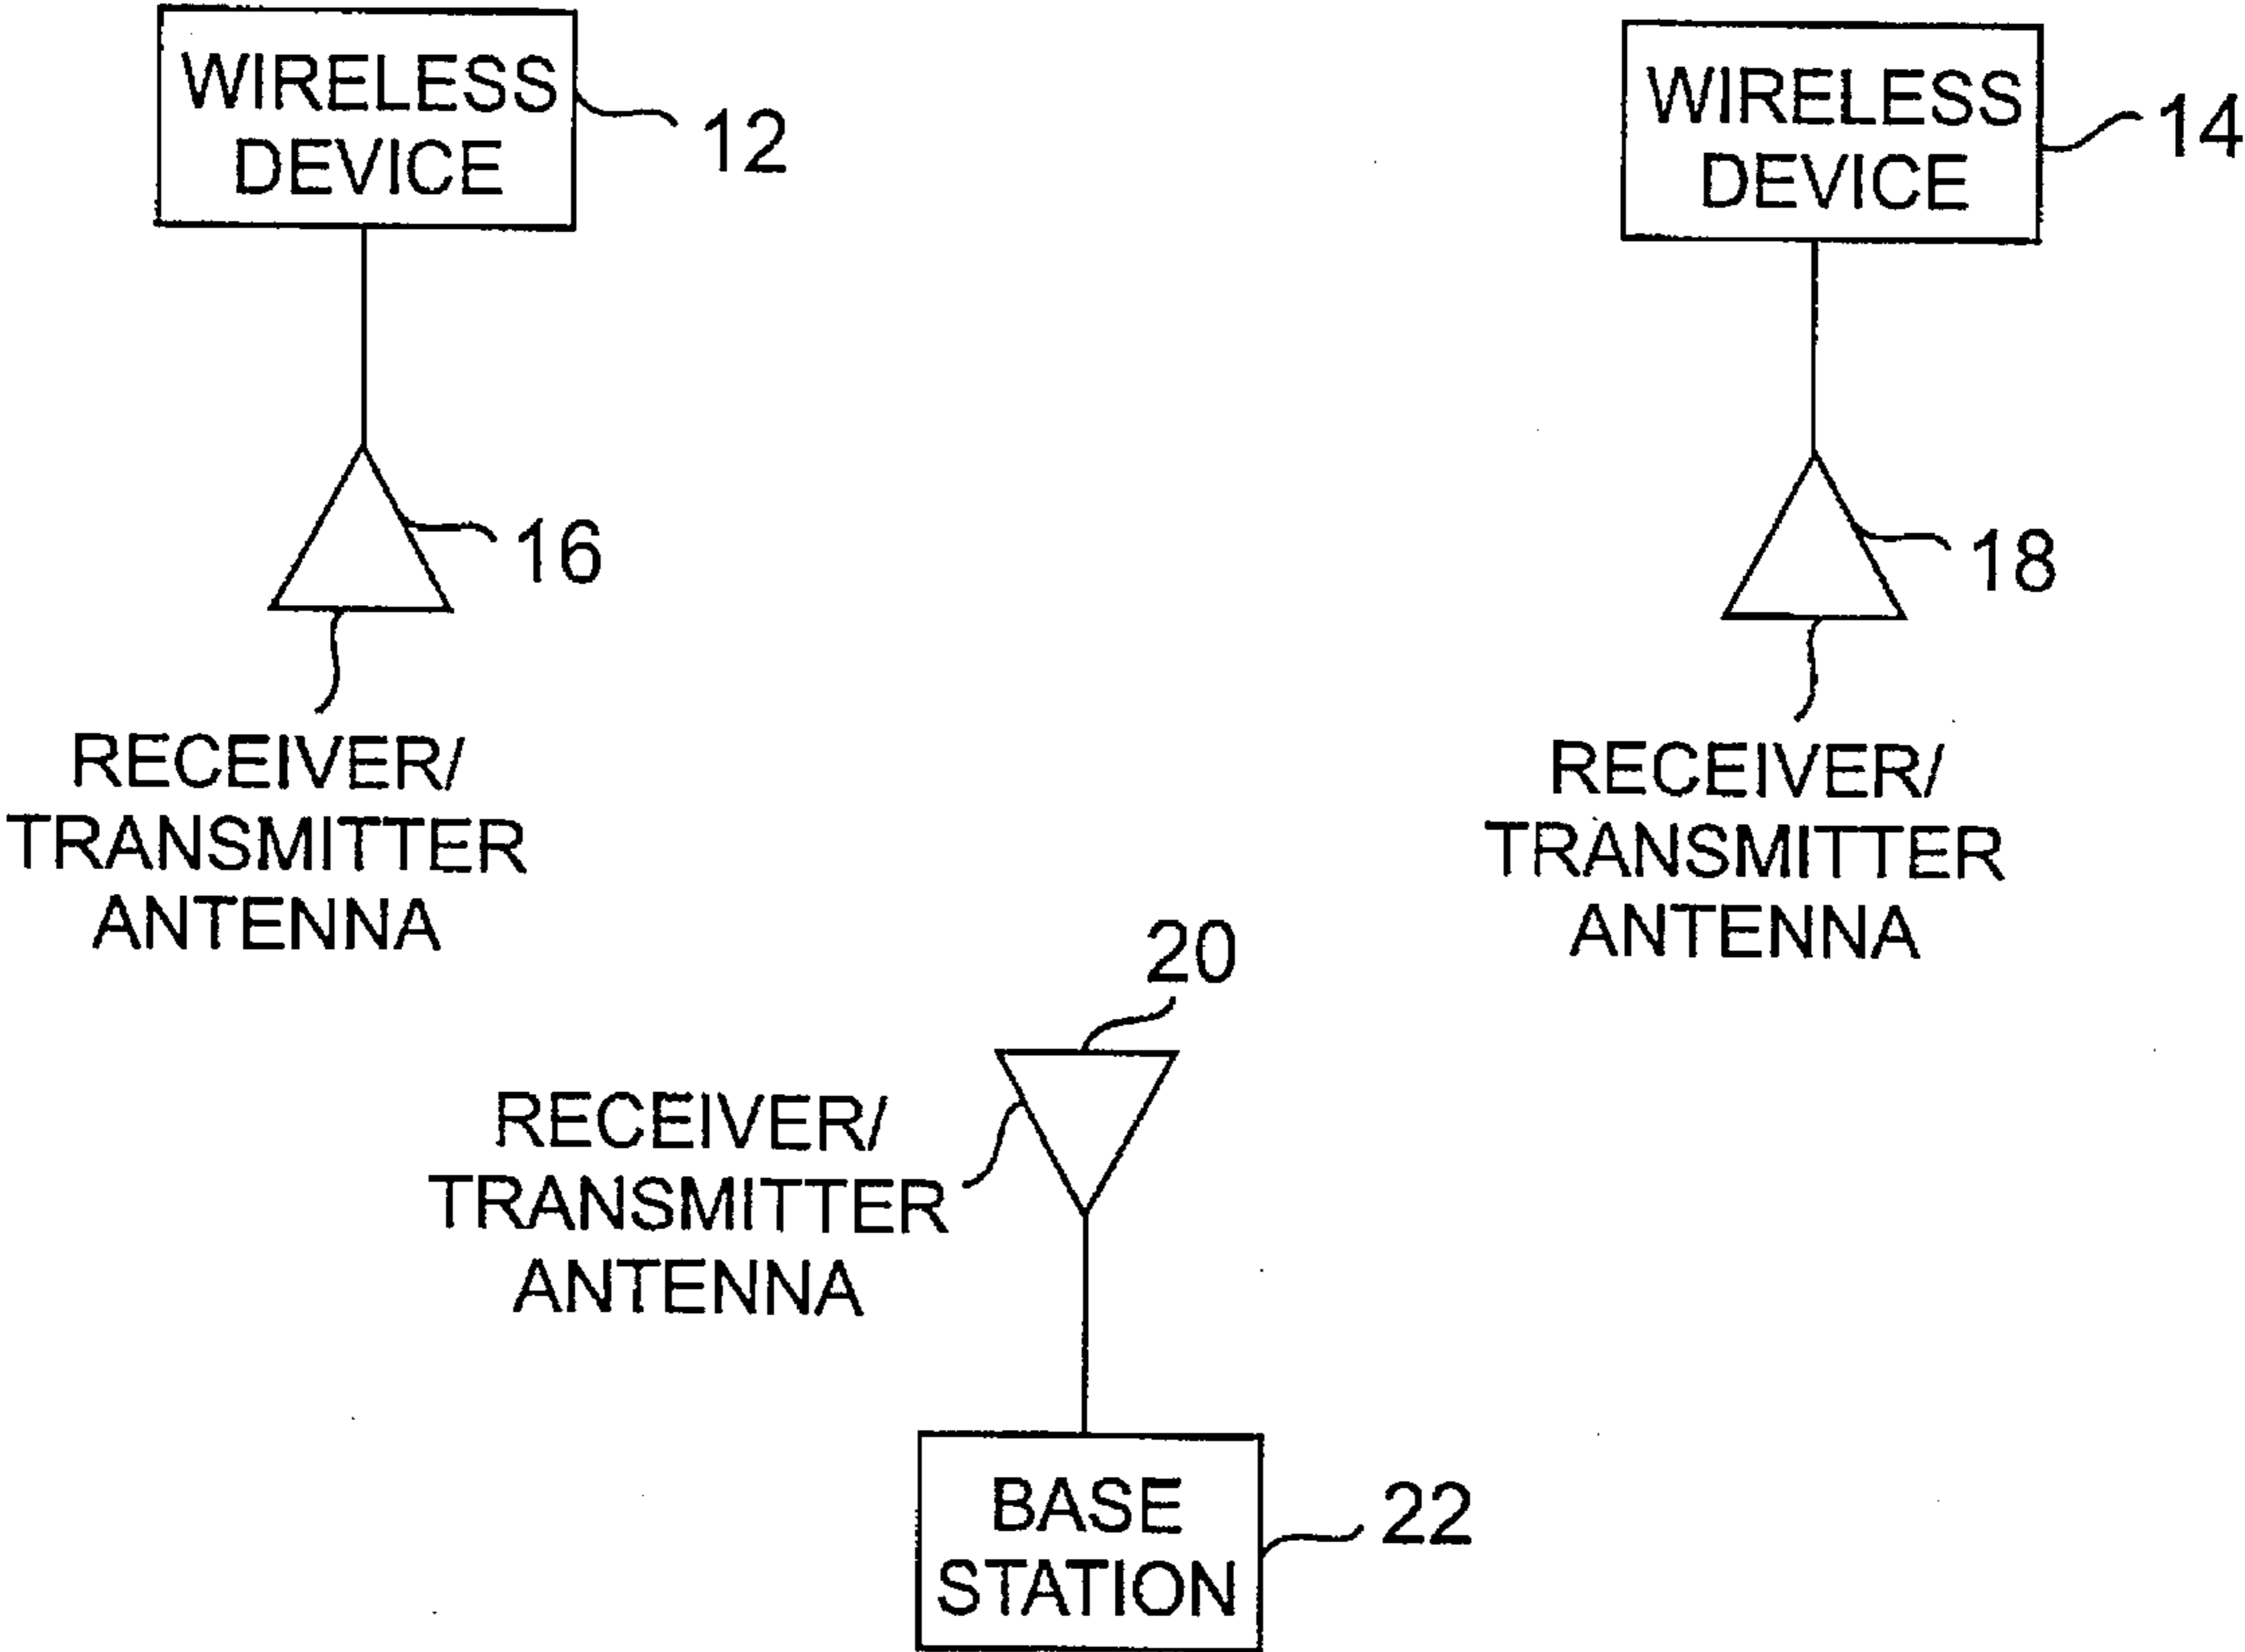 WIRELESS
DEVICE
12
WIRELESS
DEVICE
14
16
18
RECEIVER/
TRANSMITTER
ANTENNA
RECEIVER/
TRANSMITTER
ANTENNA
20
RECEIVER/
TRANSMITTER
ANTENNA
BASE
STATION
22